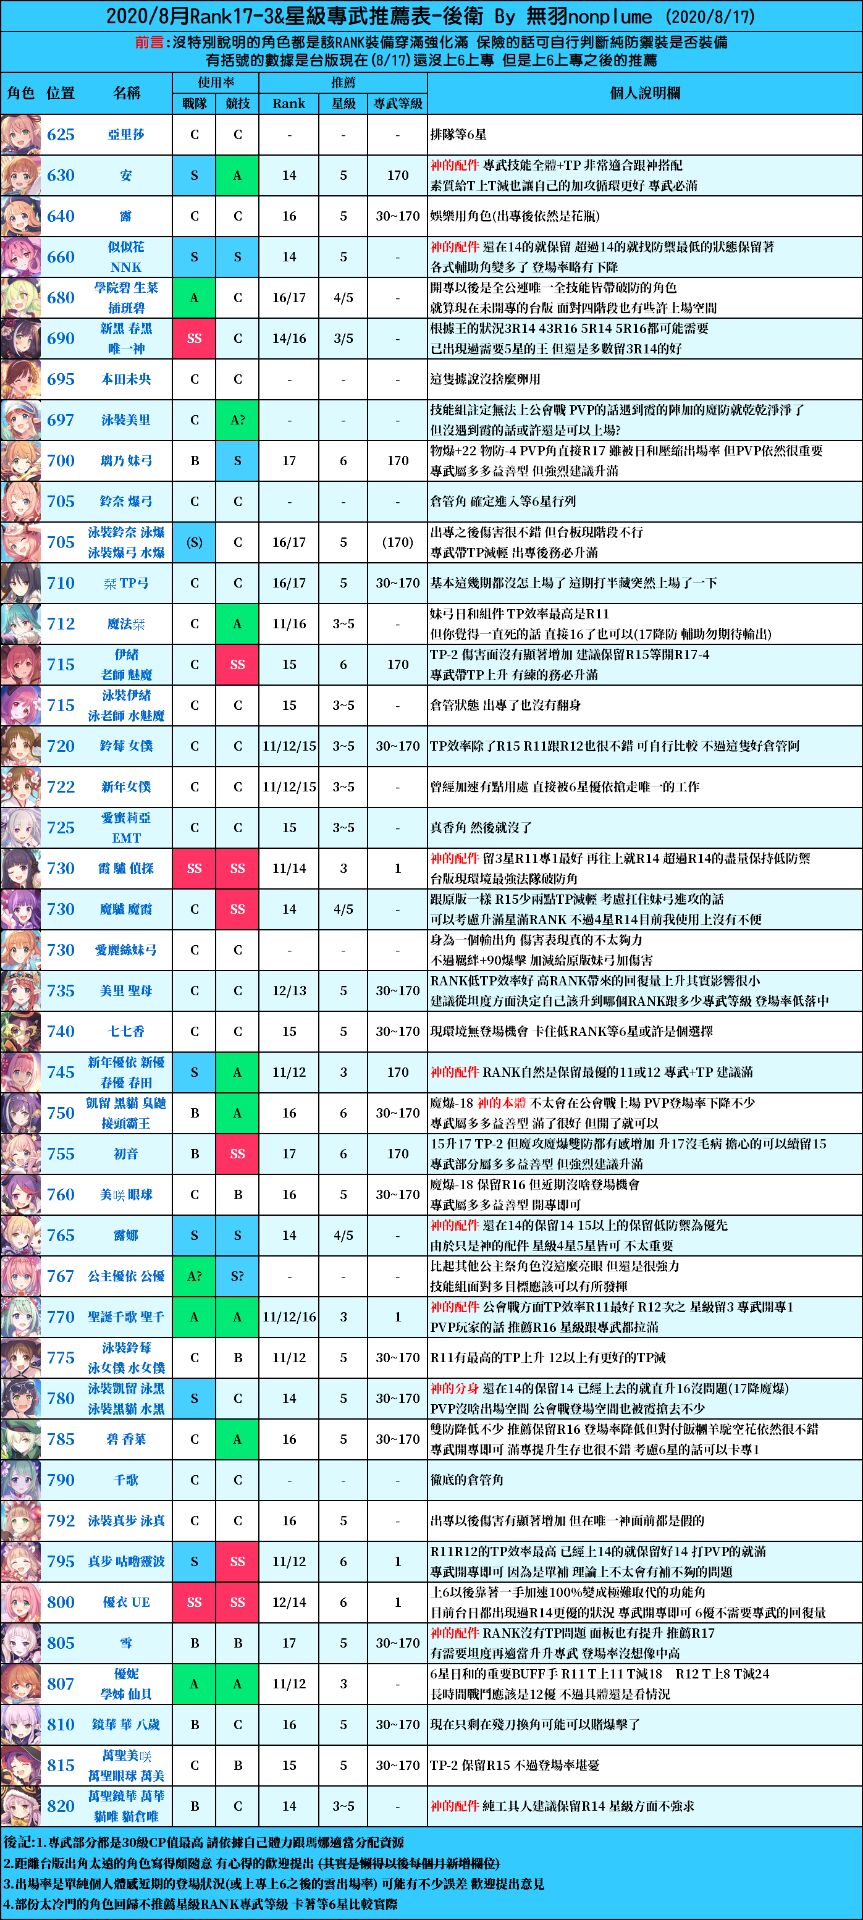 2020/8月Rank17-3&星級專武推薦表-後衛 By 無羽nonplume (2020/8/17)
前言:沒特別說明的角色都是該RANK裝備穿滿強化滿 保險的話可自行判斷純防禦裝是否裝備
有括號的數據是台版現在(8/17)還沒上6上專 但是上6上專之後的推薦
角色 位置 名稱 使用率 推薦 個人說明欄
戰隊 競技 Rank 星級 專武等級
625 亞里莎 C C - - - 排隊等6星
630 安 S A 14 5 170 神的配件 專武技能全體+TP 非常適合跟神搭配
素質給T上T減也讓自己的加攻循環更好 專武必滿
640 露 C C 16 5 30~170 娛樂用角色(出專後依然是花瓶)
660 似似花 NNK S S 14 5 - 神的配件 還在14的就保留 超過14的就找防禦最低的狀態保留著
各式輔助角變多了 登場率略有下降
680 學院碧 生菜 插班碧 A C 16/17 4/5 - 開專以後是全公連唯一全技能皆帶破防的角色
就算現在未開專的台版 面對四階段也有些許上場空間
690 新黑 春黑 唯一神 SS C 14/16 3/5 - 根據王的狀況3R14 43R16 5R14 5R16都可能需要
已出現過需要5星的王 但還是多數留3R14的好
695 本田未央 C C - - - 這隻據說沒捨麼卵用
697 泳裝美里 C A? - - - 技能組註定無法上公會戰 PVP的話遇到霞的陣加的魔防就乾乾淨淨了
但沒遇到霞的話或許還是可以上場?
700 璃乃 妹弓 B S 17 6 170 物爆+22 物防-4 PVP角直接R17 雖被日和壓縮出場率 但PVP依然很重要
專武屬多多益善型 但強烈建議升滿
705 鈴奈 爆弓 C C - - - 倉管角 確定進入等6星行列
705 泳裝鈴奈 泳爆 泳裝爆弓 水爆 (S) C 16/17 5 (170) 出專之後傷害很不錯 但台板現階段不行
專武帶TP減輕 出專後務必升滿
710 栞 TP弓 C C 16/17 5 30~170 基本這幾期都沒怎上場了 這期打半藏突然上場了一下
712 魔法栞 C A 11/16 3~5 - 妹弓日和組件 TP效率最高是R11
但你覺得一直死的話 直接16了也可以(17降防 輔助勿期待輸出)
715 伊緒 老師 魅魔 C SS 15 6 170 TP-2 傷害面沒有顯著增加 建議保留R15等開R17-4
專武帶TP上升 有練的務必升滿
715 泳裝伊緒 泳老師 水魅魔 C C 15 3~5 - 倉管狀態 出專了也沒有翻身
720 鈴莓 女僕 C C 11/12/15 3~5 30~170 TP效率除了R15 R11跟R12也很不錯 可自行比較 不過這隻好倉管阿
722 新年女僕 C C 11/12/15 3~5 - 曾經加速有點用處 直接被6星優依搶走唯一的工作
725 愛蜜莉亞 EMT C C 15 3~5 - 真香角 然後就沒了
730 霞 驢 偵探 SS SS 11/14 3 1 神的配件 留3星R11專1最好 再往上就R14 超過R14的盡量保持低防禦
台版現環境最強法隊破防角
730 魔驢 魔霞 C SS 14 4/5 - 跟原版一樣 R15少兩點TP減輕 考慮扛住妹弓進攻的話
可以考慮升滿星滿RANK 不過4星R14目前我使用上沒有不便
730 愛麗絲妹弓 C C - - - 身為一個輸出角 傷害表現真的不太夠力
不過羈絆+90爆擊 加減給原版妹弓加傷害
735 美里 聖母 C C 12/13 5 30~170 RANK低TP效率好 高RANK帶來的回復量上升其實影響很小
建議從坦度方面決定自己該升到哪個RANK跟多少專武等級 登場率低落中
740 七七香 C C 15 5 30~170 現環境無登場機會 卡住低RANK等6星或許是個選擇
745 新年優依 新優 春優 春田 S A 11/12 3 170 神的配件 RANK自然是保留最優的11或12 專武+TP 建議滿
750 凱留 黑貓 臭鼬 接頭霸王 B A 16 6 30~170 魔爆-18 神的本體 不太會在公會戰上場 PVP登場率下降不少
專武屬多多益善型 滿了很好 但開了就可以
755 初音 B SS 17 6 170 15升17 TP-2 但魔攻魔爆雙防都有感增加 升17沒毛病 擔心的可以續留15
專武部分屬多多益善型 但強烈建議升滿
760 美咲 眼球 C B 16 5 30~170 魔爆-18 保留R16 但近期沒啥登場機會
專武屬多多益善型 開專即可
765 露娜 S S 14 4/5 - 神的配件 還在14的保留14 15以上的保留低防禦為優先
由於只是神的配件 星級4星5星皆可 不太重要
767 公主優依 公優 A? S? - - - 比起其他公主祭角色沒這麼亮眼 但還是很強力
技能組面對多目標應該可以有所發揮
770 聖誕千歌 聖千 A A 11/12/16 3 1 神的配件 公會戰方面TP效率R11最好 R12次之 星級留3 專武開專1
PVP玩家的話 推薦R16 星級跟專武都拉滿
775 泳裝鈴莓 泳女僕 水女僕 C B 11/12 5 30~170 R11有最高的TP上升 12以上有更好的TP減
780 泳裝凱留 泳黑 泳裝黑貓 水黑 S C 14 5 30~170 神的分身 還在14的保留14 已經上去的就直升16沒問題(17降魔爆)
PVP沒啥出場空間 公會戰登場空間也被霞搶去不少
785 碧 香菜 C A 16 5 30~170 雙防降低不少 推薦保留R16 登場率降低但對付飯糰羊駝空花依然很不錯
專武開專即可 滿專提升生存也很不錯 考慮6星的話可以卡專1
790 千歌 C C - - - 徹底的倉管角
792 泳裝真步 泳真 C C 16 5 - 出專以後傷害有顯著增加 但在唯一神面前都是假的
795 真步 咕嚕靈波 S SS 11/12 6 1 R11R12的TP效率最高 已經上14的就保留好14 打PVP的就滿
專武開專即可 因為是單補 理論上不太會有補不夠的問題
800 優衣 UE SS SS 12/14 6 1 上6以後靠著一手加速100%變成極難取代的功能角
目前台日都出現過R14更優的狀況 專武開專即可 6優不需要專武的回復量
805 雪 B B 17 5 30~170 神的配件 RANK沒有TP問題 面板也有提升 推薦R17
有需要坦度再適當升升專武 登場率沒想像中高
807 優妮 學姊 仙貝 A A 11/12 3 - 6星日和的重要BUFF手 R11 T上11 T減18 R12 T上8 T減24
長時間戰鬥應該是12優 不過具體還是看情況
810 鏡華 華 八歲 B C 16 5 30~170 現在只剩在殘刀換角可能可以賭爆擊了
815 萬聖美咲 萬聖眼球 萬美 C B 15 5 30~170 TP-2 保留R15 不過登場率堪憂
820 萬聖鏡華 萬華 貓唯 貓倉唯 B C 14 3~5 - 神的配件 純工具人建議保留R14 星級方面不強求
後記:1.專武部分都是30級CP值最高 請依據自己體力跟瑪娜適當分配資源
2.距離台版出角太遠的角色寫得頗隨意 有心得的歡迎提出 (其實是懶得以後每個月新增欄位)
3.出場率是單純個人體感近期的登場狀況(或上專上6之後的雲出場率) 可能有不少誤差 歡迎提出意見
4.部份太冷門的角色回歸不推薦星級RANK專武等級 卡著等6星比較實際